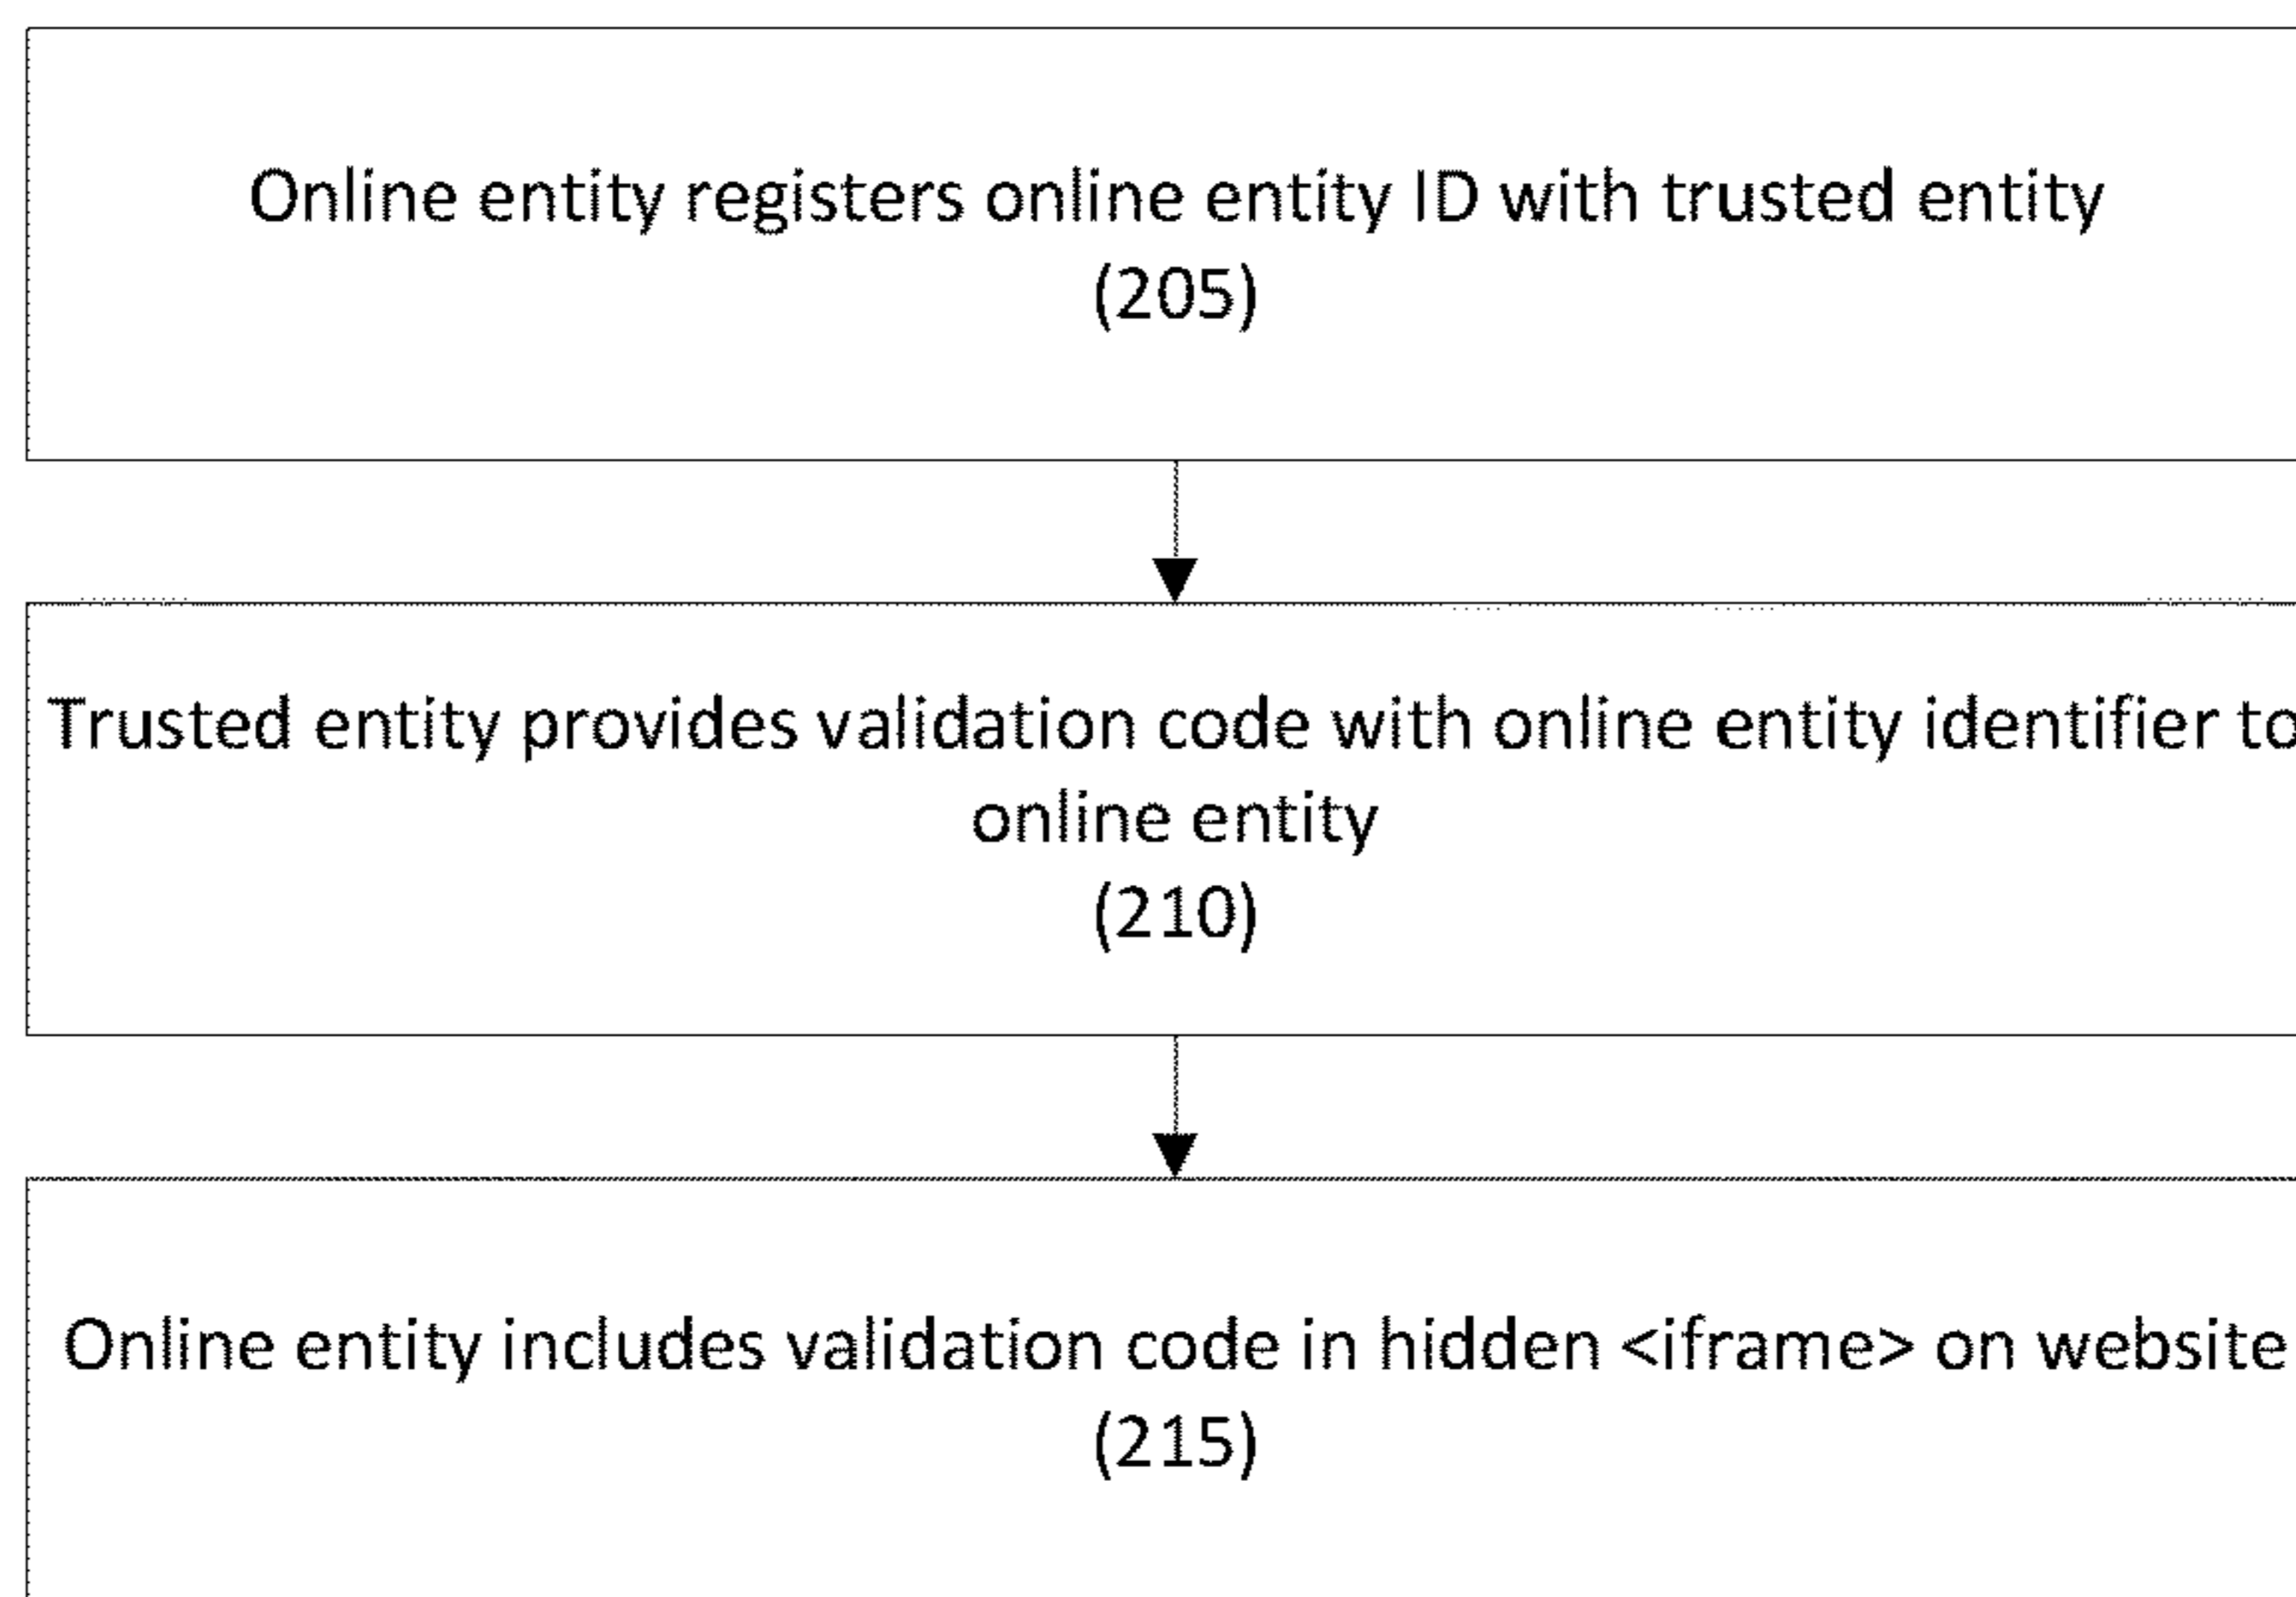 Online entity registers online entity ID with trusted entity
(205)
Trusted entity provides validation code with online entity identifier to
online entity
(210)
Online entity includes validation code in hidden <iframe> on website
(215)